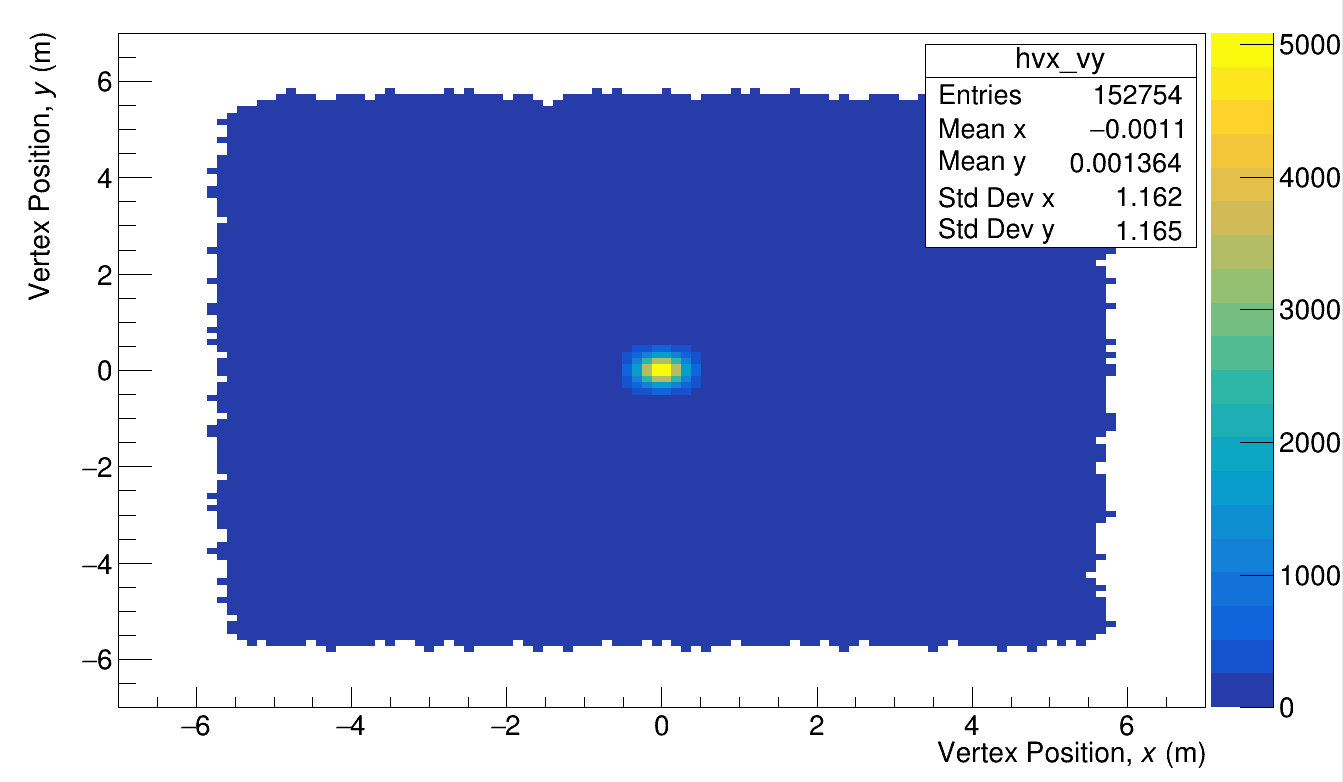 hvx_vy
Entries 152754
Mean x −0.0011
Mean y 0.001364
Std Dev x 1.162
Std Dev y 1.165
Vertex Position, y (m)
6
4
2
0
−2
−4
−6
−6 −4 −2 0 2 4 6
Vertex Position, x (m)
5000
4000
3000
2000
1000
0